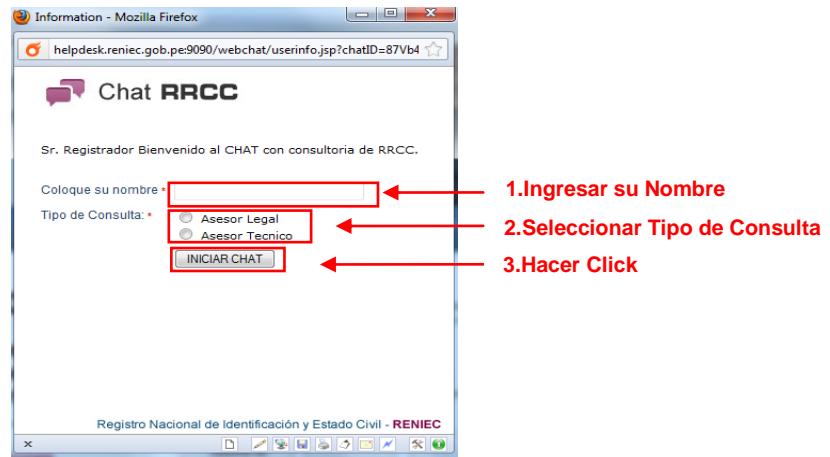 Information - Mozilla Firefox
helpdesk.reniec.gob.pe:9090/webchat/userinfo.jsp?chatID=87Vb4
Chat RRCC
Sr. Registrador Bienvenido al CHAT con consultoria de RRCC.
Coloque su nombre *
1.Ingresar su Nombre
Tipo de Consulta: *
Asesor Legal
Asesor Tecnico
2.Seleccionar Tipo de Consulta
INICIAR CHAT
3.Hacer Click
Registro Nacional de Identificación y Estado Civil - RENIEC